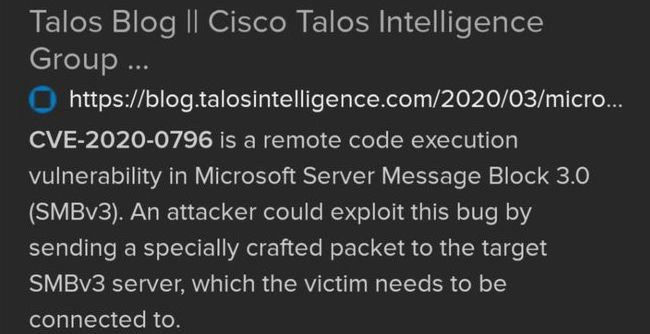 Talos Blog || Cisco Talos Intelligence
Group ...
https://blog.talosintelligence.com/2020/03/micro...
CVE-2020-0796 is a remote code execution
vulnerability in Microsoft Server Message Block 3.0
(SMBv3). An attacker could exploit this bug by
sending a specially crafted packet to the target
SMBv3 server, which the victim needs to be
connected to.